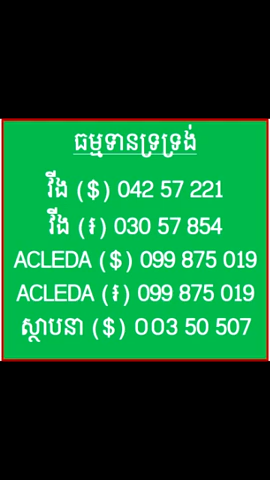 ធម្មទានទ្រទ្រង់
វីង ($) 042 57 221
វីង (៛) 030 57 854
ACLEDA ($) 099 875 019
ACLEDA (៛) 099 875 019
ស្ថាបនា ($) 003 50 507